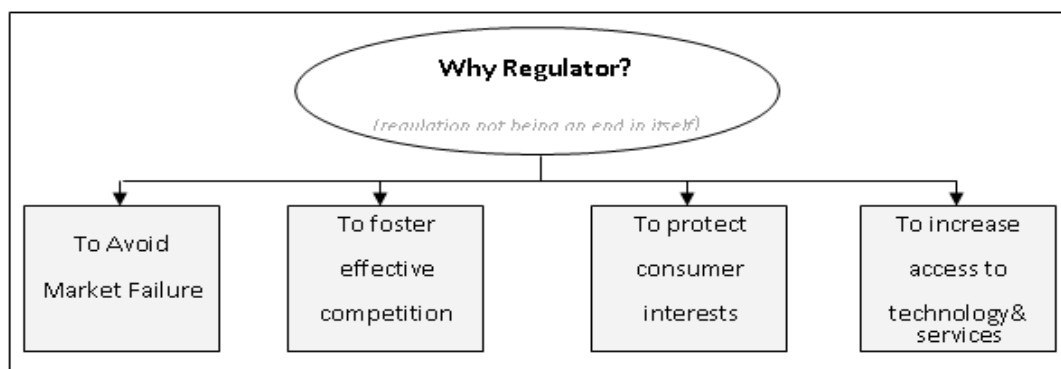 Why Regulator?
(regulation not being an end in itself)
To Avoid
Market Failure
To foster
effective
competition
To protect
consumer
interests
To increase
access to
technology&
services